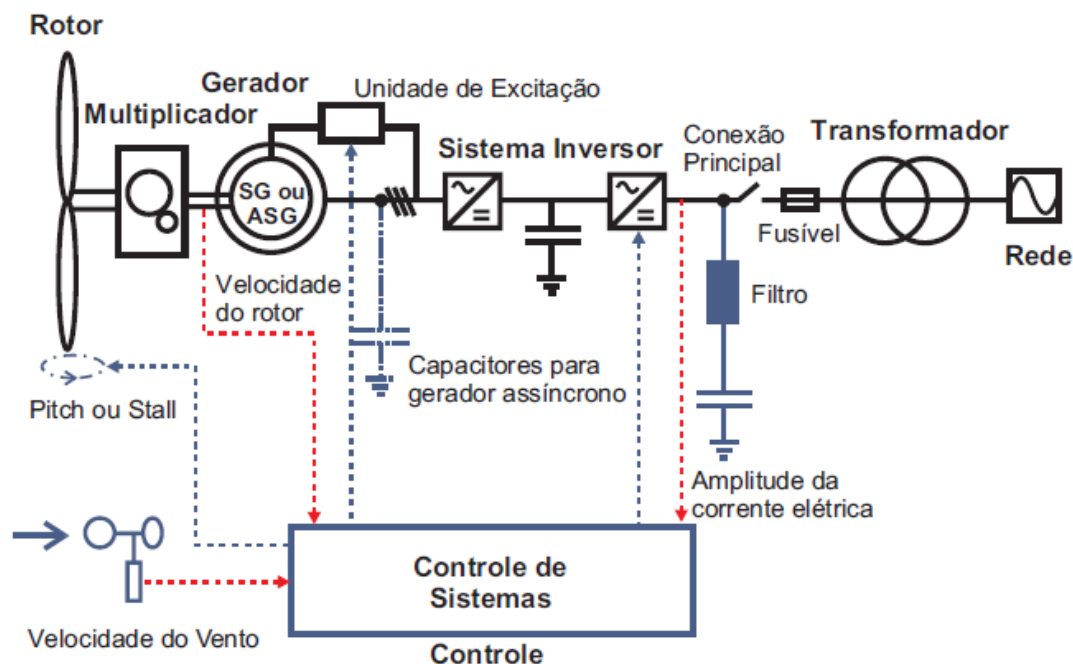 Rotor
Gerador
Unidade de Excitação
Multiplicador
Sistema Inversor
Conexão
Principal
Transformador
SG ou
ASG
Fusível
Rede
Velocidade
do rotor
Filtro
Capacitores para
gerador assíncrono
Pitch ou Stall
Amplitude da
corrente elétrica
Controle de
Sistemas
Velocidade do Vento
Controle